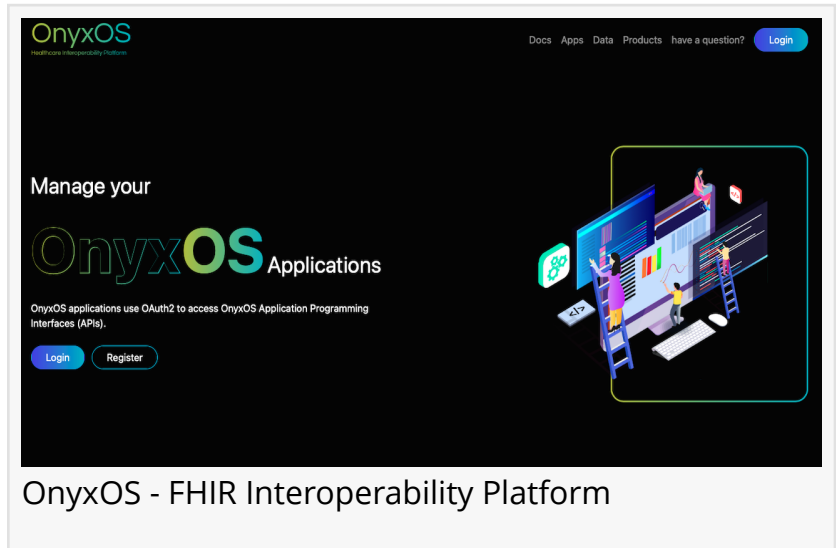 OnyxOS
Healthcare Interoperability Platform
Docs Apps Data Products have a question? Login
Manage your
OnyxOS Applications
OnyxOS applications use OAuth2 to access OnyxOS Application Programming
Interfaces (APIs).
Login Register
</>
OnyxOS - FHIR Interoperability Platform